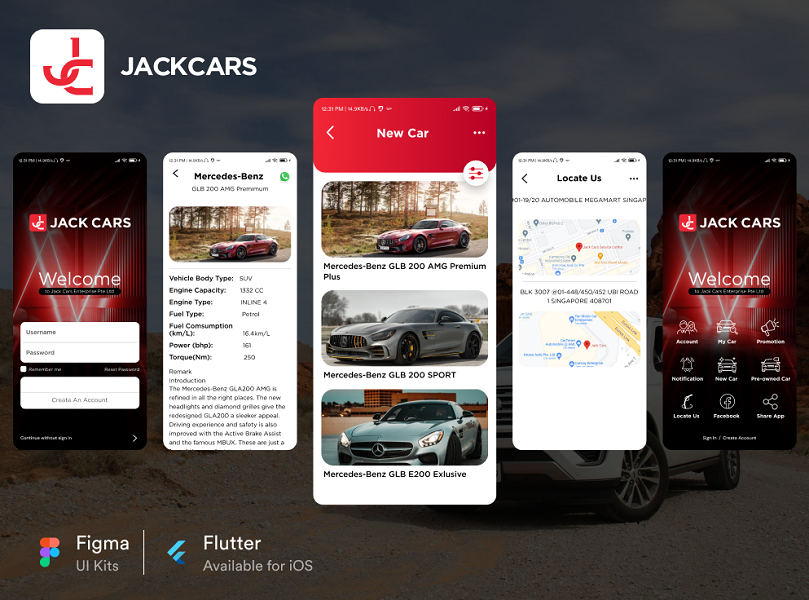 JACKCARS
12:31 PM | 14.9KB/s
JACK CARS
Welcome
to Jack Cars Enterprise Pte Ltd
Username
Password
Remember me
Reset Password
Create An Account
Continue without sign in
12:31 PM | 14.9KB/s
Mercedes-Benz
GLB 200 AMG Premmium
Vehicle Body Type: SUV
Engine Capacity: 1332 CC
Engine Type: INLINE 4
Fuel Type: Petrol
Fuel Comsumption
(km/L): 16.4km/L
Power (bhp): 161
Torque(Nm): 250
Remark
Introduction
The Mercedes-Benz GLA200 AMG is
refined in all the right places. The new
headlights and diamond grilles give the
redesigned GLA200 a sleeker appeal.
Driving experience and safety is also
improved with the Active Brake Assist
and the famous MBUX. These are just a
12:31 PM | 14.9KB/s
New Car
Mercedes-Benz GLB 200 AMG Premium
Plus
Mercedes-Benz GLB 200 SPORT
Mercedes-Benz GLB E200 Exlusive
12:31 PM | 14.9KB/s
Locate Us
01-19/20 AUTOMOBILE MEGAMART SINGAP
Jack Cars Service Centre
BLK 3007 @01-448/450/452 UBI ROAD
1 SINGAPORE 408701
Jack Cars
12:31 PM | 14.9KB/s
JACK CARS
Welcome
to Jack Cars Enterprise Pte Ltd
Account
My Car
Promotion
Notification
New Car
Pre-owned Car
Locate Us
Facebook
Share App
Sign In / Create Account
Figma
UI Kits
Flutter
Available for iOS